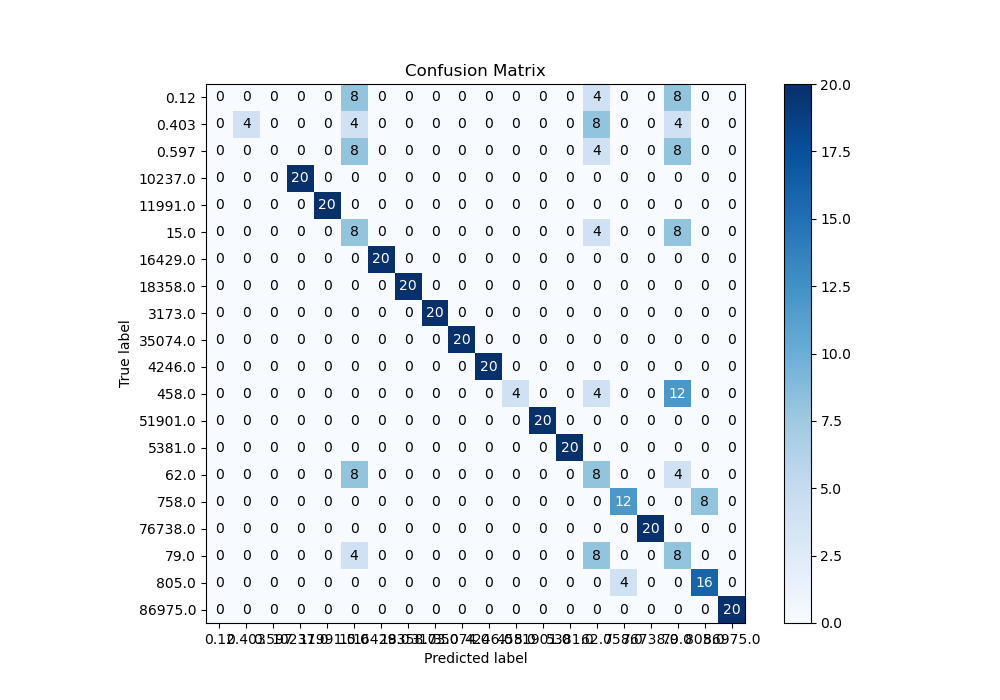 Confusion Matrix
0.12 0 0 0 0 0 8 0 0 0 0 0 0 0 0 4 0 0 8 0 0
0.403 0 4 0 0 0 4 0 0 0 0 0 0 0 0 8 0 0 4 0 0
0.597 0 0 0 0 0 8 0 0 0 0 0 0 0 0 4 0 0 8 0 0
10237.0 0 0 0 20 0 0 0 0 0 0 0 0 0 0 0 0 0 0 0 0
11991.0 0 0 0 0 20 0 0 0 0 0 0 0 0 0 0 0 0 0 0 0
15.0 0 0 0 0 0 8 0 0 0 0 0 0 0 0 4 0 0 8 0 0
16429.0 0 0 0 0 0 0 20 0 0 0 0 0 0 0 0 0 0 0 0 0
18358.0 0 0 0 0 0 0 0 20 0 0 0 0 0 0 0 0 0 0 0 0
3173.0 0 0 0 0 0 0 0 0 20 0 0 0 0 0 0 0 0 0 0 0
35074.0 0 0 0 0 0 0 0 0 0 20 0 0 0 0 0 0 0 0 0 0
4246.0 0 0 0 0 0 0 0 0 0 0 20 0 0 0 0 0 0 0 0 0
458.0 0 0 0 0 0 0 0 0 0 0 0 4 0 0 4 0 0 12 0 0
51901.0 0 0 0 0 0 0 0 0 0 0 0 0 20 0 0 0 0 0 0 0
5381.0 0 0 0 0 0 0 0 0 0 0 0 0 0 20 0 0 0 0 0 0
62.0 0 0 0 0 0 8 0 0 0 0 0 0 0 0 8 0 0 4 0 0
758.0 0 0 0 0 0 0 0 0 0 0 0 0 0 0 0 12 0 0 8 0
76738.0 0 0 0 0 0 0 0 0 0 0 0 0 0 0 0 0 20 0 0 0
79.0 0 0 0 0 0 4 0 0 0 0 0 0 0 0 8 0 0 8 0 0
805.0 0 0 0 0 0 0 0 0 0 0 0 0 0 0 0 4 0 0 16 0
86975.0 0 0 0 0 0 0 0 0 0 0 0 0 0 0 0 0 0 0 0 20
True label
Predicted label
20.0
17.5
15.0
12.5
10.0
7.5
5.0
2.5
0.0